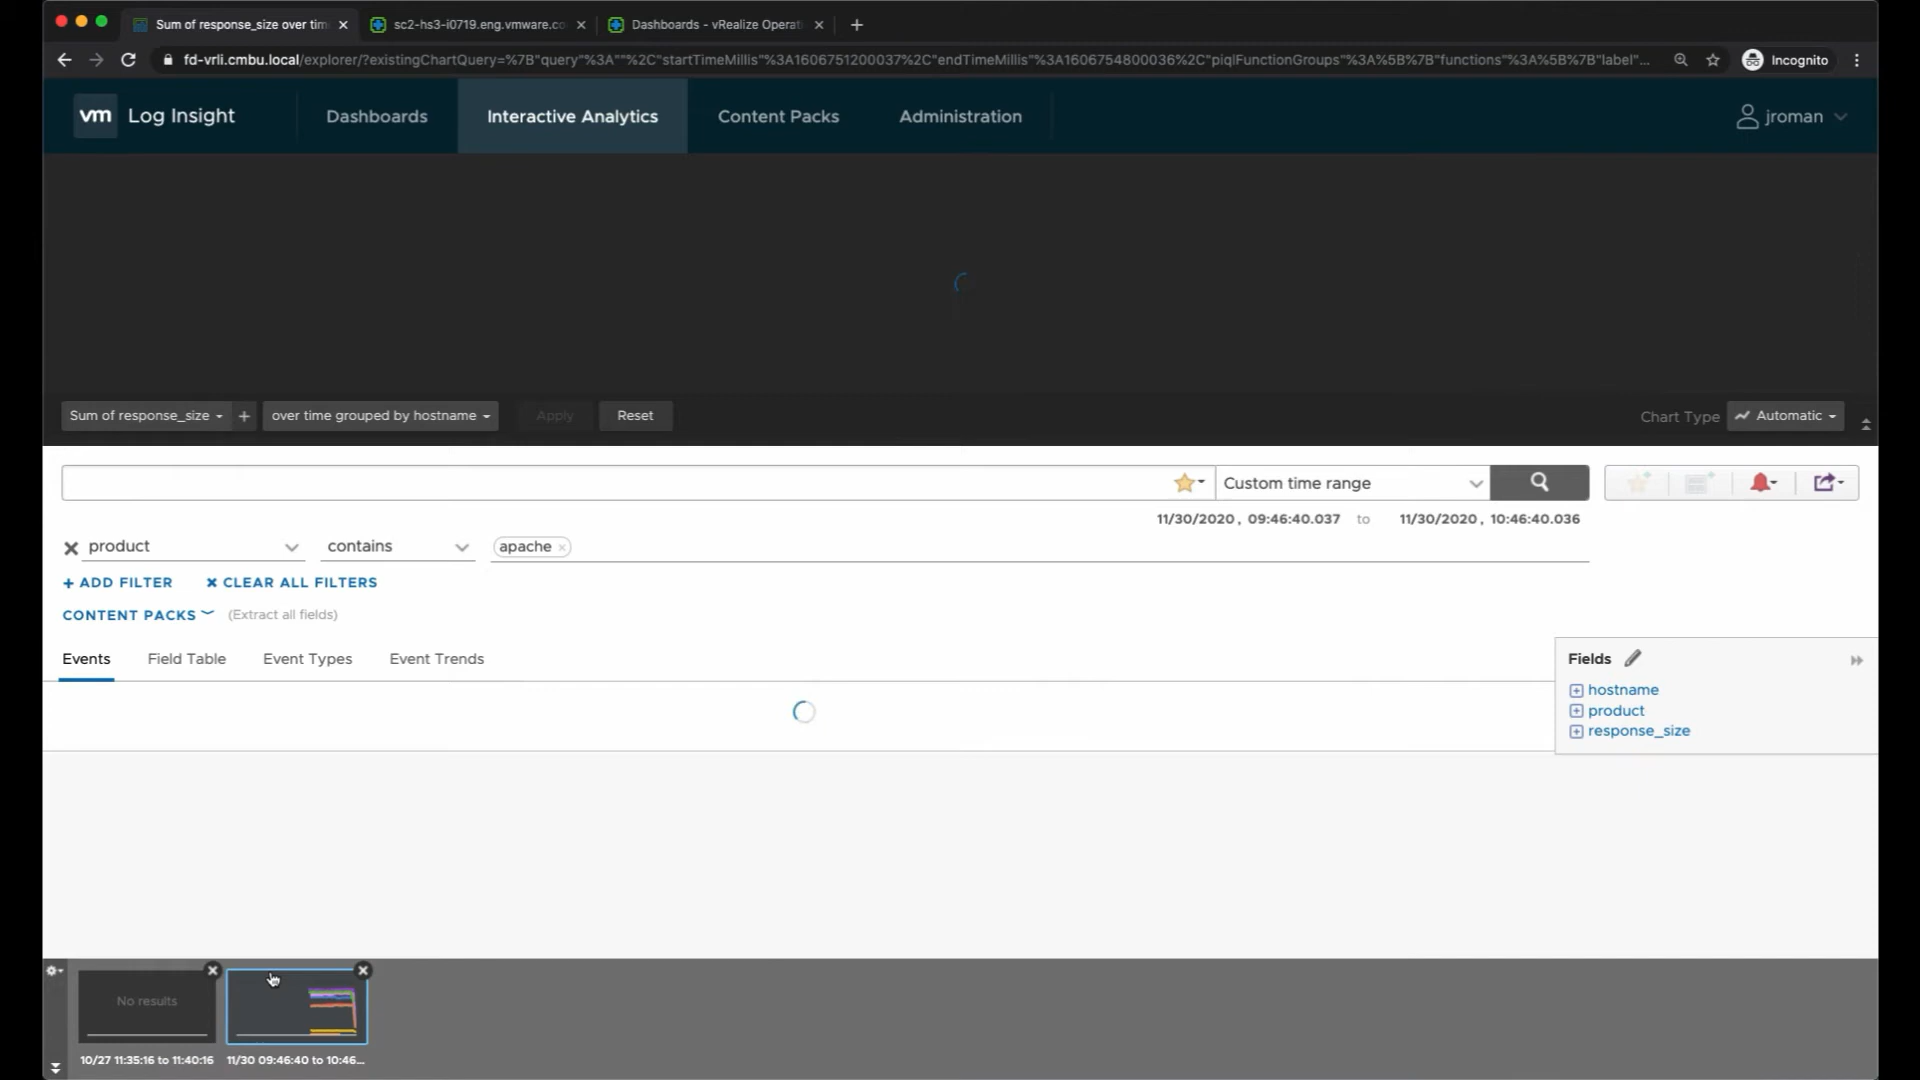 Sum of response_size over tim
sc2-hs3-i0719.eng.vmware.co
Dashboards - vRealize Operat
fd-vrli.cmbu.local/explorer/?existingChartQuery=%7B"query"%3A""%2C"startTimeMillis"%3A1606751200037%2C"endTimeMillis"%3A1606754800036%2C"piqlFunctionGroups"%3A%5B%7B"functions"%3A%5B%7B"label"...
Incognito
vm Log Insight
Dashboards
Interactive Analytics
Content Packs
Administration
jroman
Sum of response_size
+
over time grouped by hostname
Apply
Reset
Chart Type
Automatic
Custom time range
11/30/2020 , 09:46:40.037 to 11/30/2020 , 10:46:40.036
product
contains
apache
+ ADD FILTER
CLEAR ALL FILTERS
CONTENT PACKS
(Extract all fields)
Events
Field Table
Event Types
Event Trends
Fields
hostname
product
response_size
No results
10/27 11:35:16 to 11:40:16
11/30 09:46:40 to 10:46...